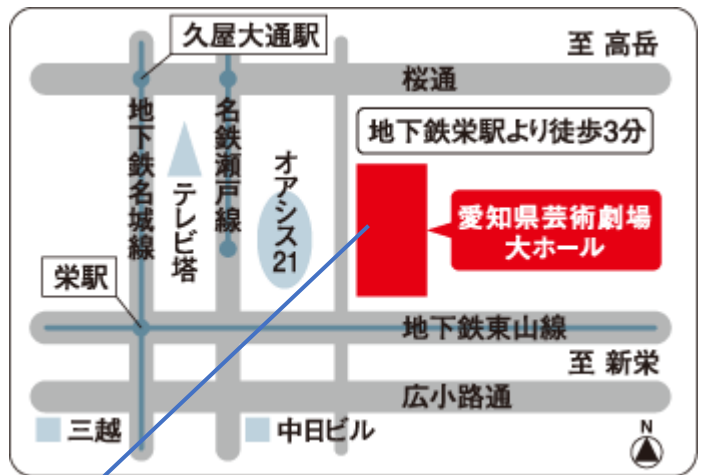 久屋大通駅
至 高岳
桜通
地下鉄名城線
名鉄瀬戸線
テレビ塔
オアシス21
地下鉄栄駅より徒歩3分
愛知県芸術劇場
大ホール
栄駅
地下鉄東山線
至 新栄
広小路通
三越
中日ビル
N